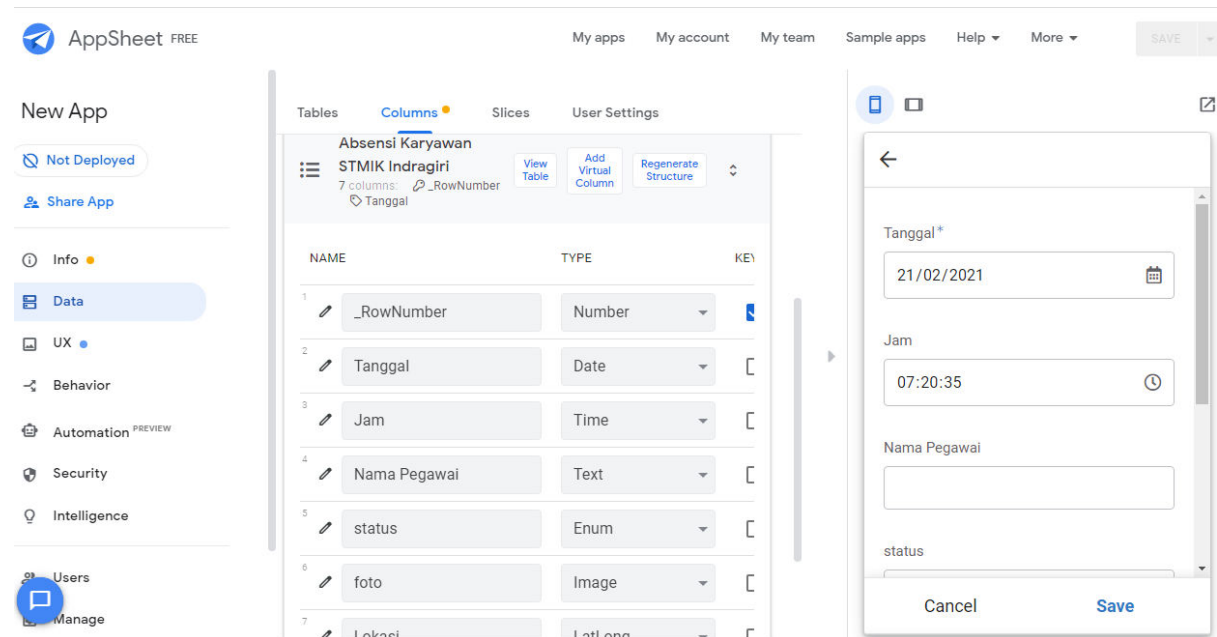 AppSheet FREE
My apps My account My team Sample apps Help More SAVE
New App
Not Deployed
Share App
Info
Data
UX
Behavior
Automation PREVIEW
Security
Intelligence
Users
Manage
Tables Columns Slices User Settings
Absensi Karyawan
STMIK Indragiri
7 columns: _RowNumber
Tanggal
View
Table
Add
Virtual
Column
Regenerate
Structure
NAME TYPE KEY
1 _RowNumber Number
2 Tanggal Date
3 Jam Time
4 Nama Pegawai Text
5 status Enum
6 foto Image
7 Lokasi LatLong
Tanggal*
21/02/2021
Jam
07:20:35
Nama Pegawai
status
Cancel Save